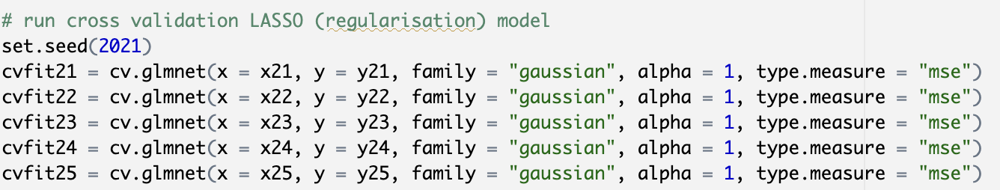 # run cross validation LASSO (regularisation) model
set.seed(2021)
cvfit21 = cv.glmnet(x = x21, y = y21, family = "gaussian", alpha = 1, type.measure = "mse")
cvfit22 = cv.glmnet(x = x22, y = y22, family = "gaussian", alpha = 1, type.measure = "mse")
cvfit23 = cv.glmnet(x = x23, y = y23, family = "gaussian", alpha = 1, type.measure = "mse")
cvfit24 = cv.glmnet(x = x24, y = y24, family = "gaussian", alpha = 1, type.measure = "mse")
cvfit25 = cv.glmnet(x = x25, y = y25, family = "gaussian", alpha = 1, type.measure = "mse")